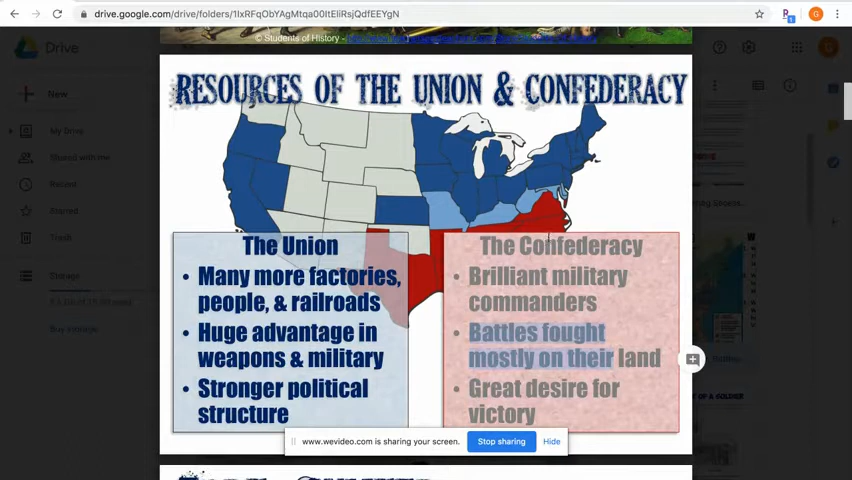 drive.google.com/drive/folders/
Drive
© Students of History -
New
RESOURCES OF THE UNION & CONFEDERACY
My Drive
Shared with me
Recent
Starred
Trash
Storage
Buy storage
The Union
• Many more factories,
people, & railroads
• Huge advantage in
weapons & military
• Stronger political
structure
The Confederacy
• Brilliant military
commanders
• Battles fought
mostly on their land
• Great desire for
victory
www.wevideo.com is sharing your screen.
Stop sharing
Hide